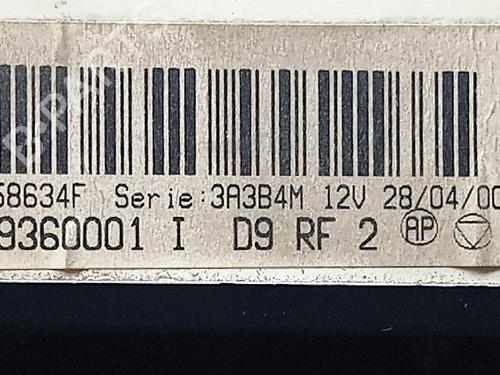 58634F Serie:3A3B4M 12V 28/04/00
9360001 I D9 RF 2 AP